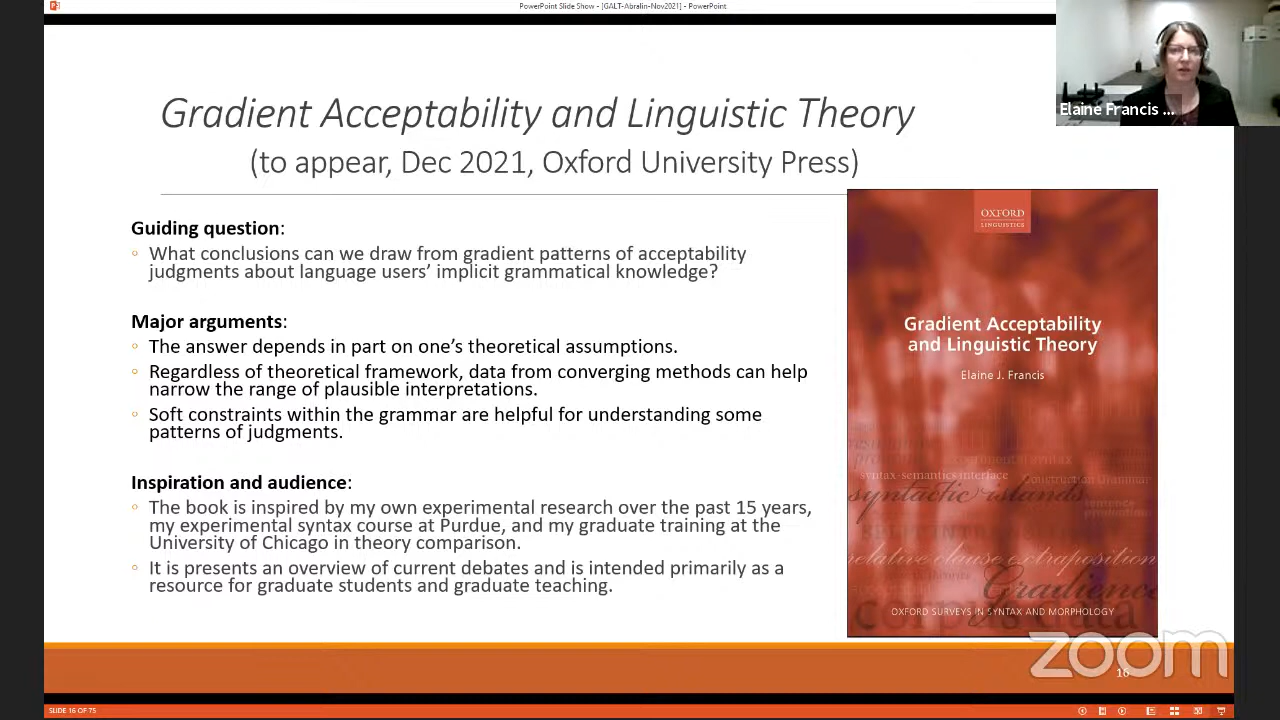 PowerPoint Slide Show - [GALT-Abralin-Nov2021] - PowerPoint
Elaine Francis ...
Gradient Acceptability and Linguistic Theory
(to appear, Dec 2021, Oxford University Press)
Guiding question:
◦ What conclusions can we draw from gradient patterns of acceptability
judgments about language users’ implicit grammatical knowledge?
Major arguments:
◦ The answer depends in part on one’s theoretical assumptions.
◦ Regardless of theoretical framework, data from converging methods can help
narrow the range of plausible interpretations.
◦ Soft constraints within the grammar are helpful for understanding some
patterns of judgments.
Inspiration and audience:
◦ The book is inspired by my own experimental research over the past 15 years,
my experimental syntax course at Purdue, and my graduate training at the
University of Chicago in theory comparison.
◦ It is presents an overview of current debates and is intended primarily as a
resource for graduate students and graduate teaching.
OXFORD
LINGUISTICS
Gradient Acceptability
and Linguistic Theory
Elaine J. Francis
experimental syntax
syntax-semantics interface
Construction Grammar
syntactic islands
relative clause extraposition
Gradience
corpus data
OXFORD SURVEYS IN SYNTAX AND MORPHOLOGY
zoom
16
SLIDE 16 OF 75